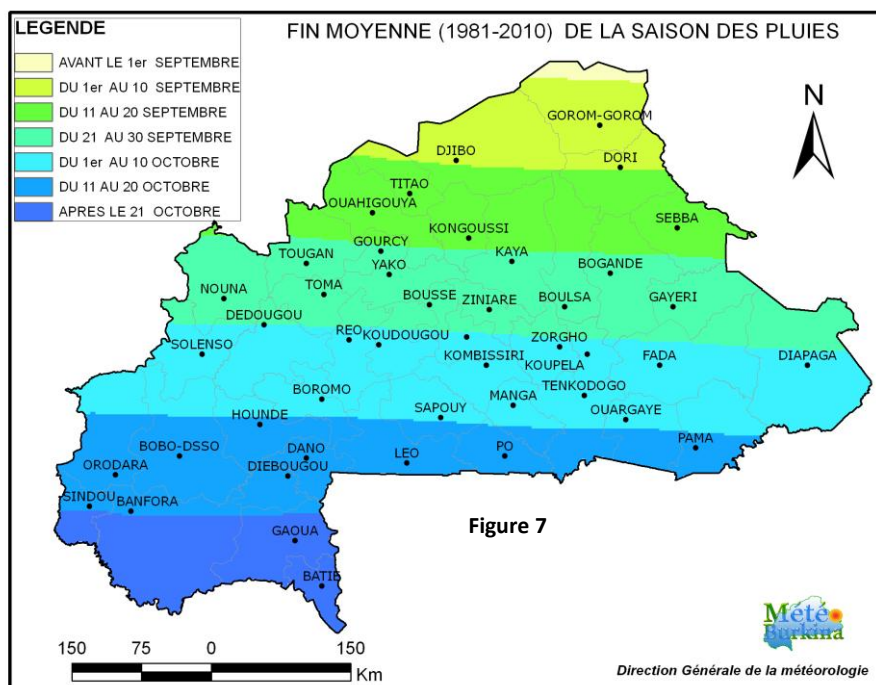 FIN MOYENNE (1981-2010) DE LA SAISON DES PLUIES
LEGENDE
AVANT LE 1er SEPTEMBRE
DU 1er AU 10 SEPTEMBRE
DU 11 AU 20 SEPTEMBRE
DU 21 AU 30 SEPTEMBRE
DU 1er AU 10 OCTOBRE
DU 11 AU 20 OCTOBRE
APRES LE 21 OCTOBRE
N
GOROM-GOROM
DJIBO
DORI
TITAO
OUAHIGOUYA
SEBBA
KONGOUSSI
GOURCY
TOUGAN
KAYA
YAKO
BOGANDE
NOUNA
TOMA
BOUSSE
ZINIARE
BOULSA
GAYERI
DEDOUGOU
REO
KOUDOUGOU
SOLENSO
ZORGHO
KOMBISSIRI
KOUPELA
FADA
DIAPAGA
BOROMO
MANGA
TENKODOGO
HOUNDE
SAPOUY
OUARGAYE
BOBO-DSSO
DANO
LEO
PO
PAMA
ORODARA
DIEBOUGOU
SINDOU
BANFORA
GAOUA
BATIE
Figure 7
150 75 0 150
Km
Météo
Burkina
Direction Générale de la météorologie